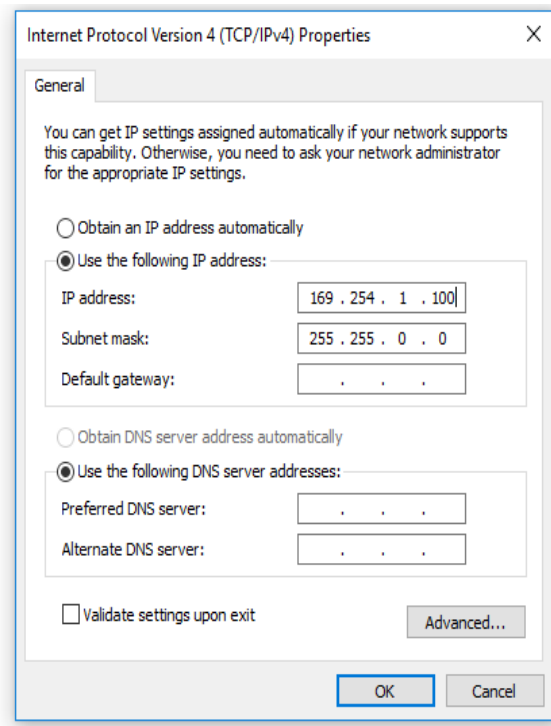 Internet Protocol Version 4 (TCP/IPv4) Properties
General
You can get IP settings assigned automatically if your network supports
this capability. Otherwise, you need to ask your network administrator
for the appropriate IP settings.
Obtain an IP address automatically
Use the following IP address:
IP address: 169 . 254 . 1 . 100
Subnet mask: 255 . 255 . 0 . 0
Default gateway: . . .
Obtain DNS server address automatically
Use the following DNS server addresses:
Preferred DNS server: . . .
Alternate DNS server: . . .
Validate settings upon exit
Advanced...
OK Cancel